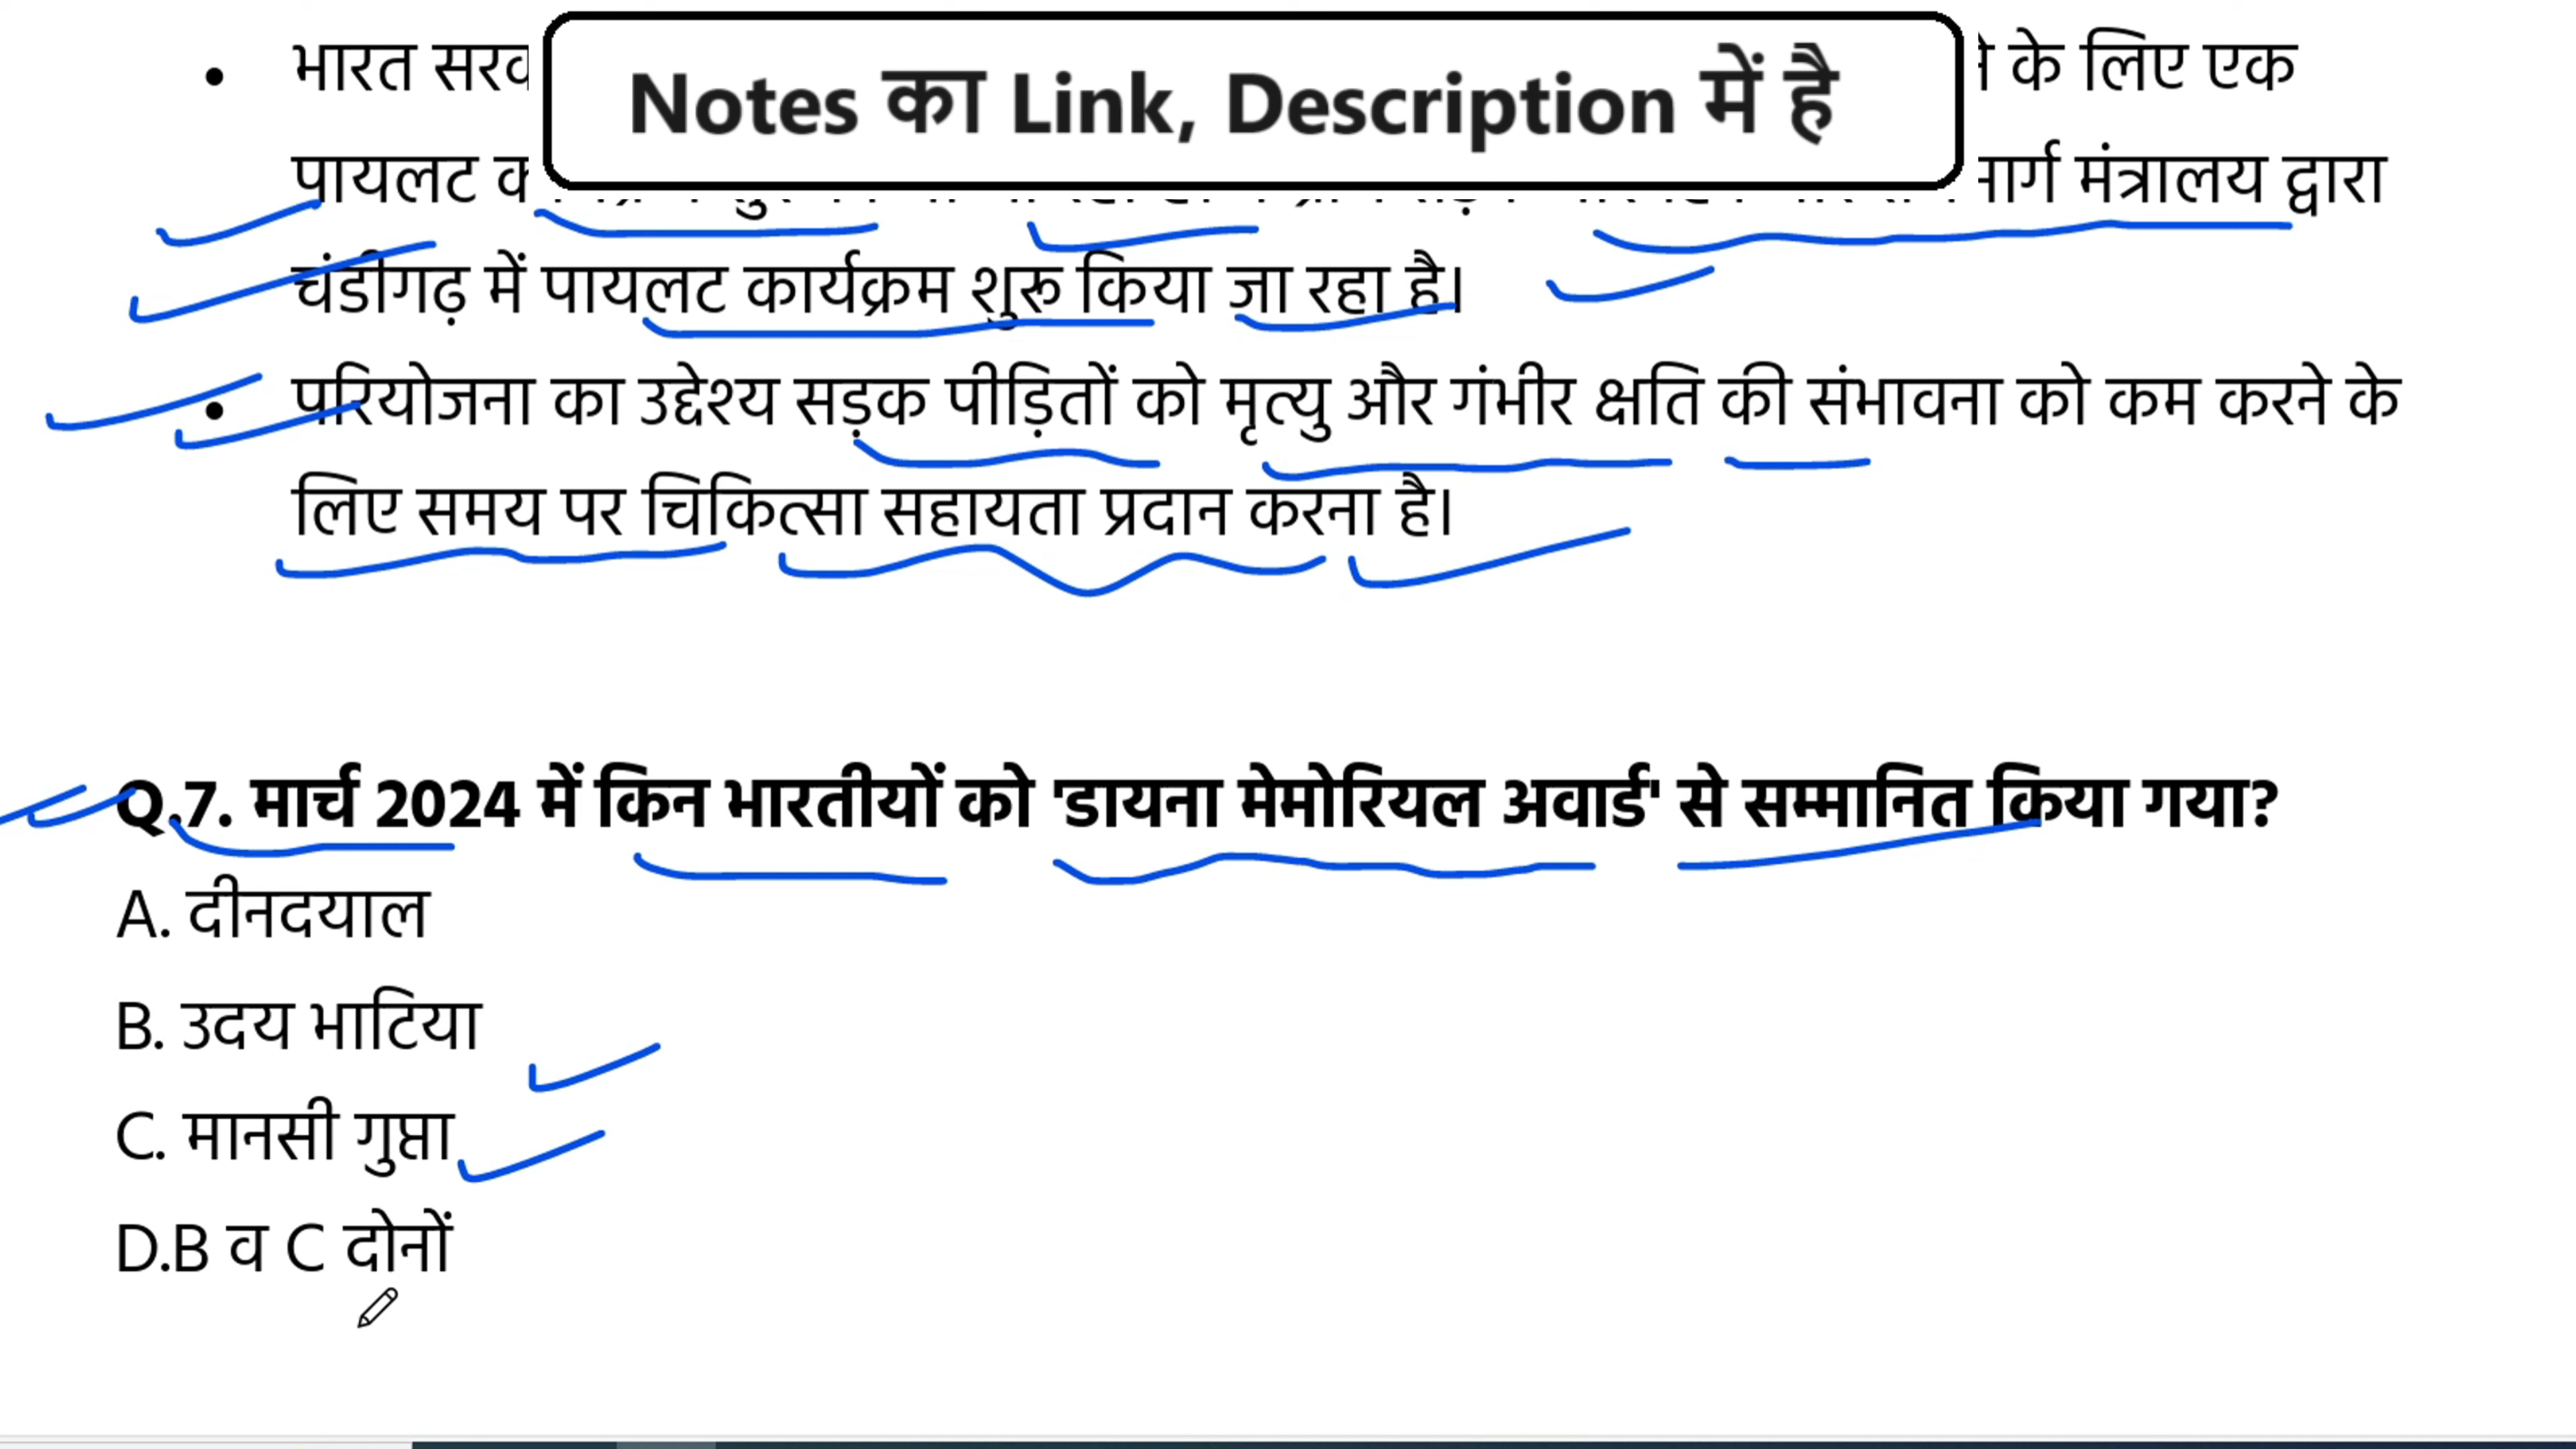 Notes का Link, Description में है
भारत के लिए एक
पायलट मंत्रालय द्वारा
चंडीगढ़ में पायलट कार्यक्रम शुरू किया जा रहा है।
• परियोजना का उद्देश्य सड़क पीड़ितों को मृत्यु और गंभीर क्षति की संभावना को कम करने के
लिए समय पर चिकित्सा सहायता प्रदान करना है।
Q.7. मार्च 2024 में किन भारतीयों को 'डायना मेमोरियल अवार्ड' से सम्मानित किया गया?
A. दीनदयाल
B. उदय भाटिया
C. मानसी गुप्ता
D.B व C दोनों